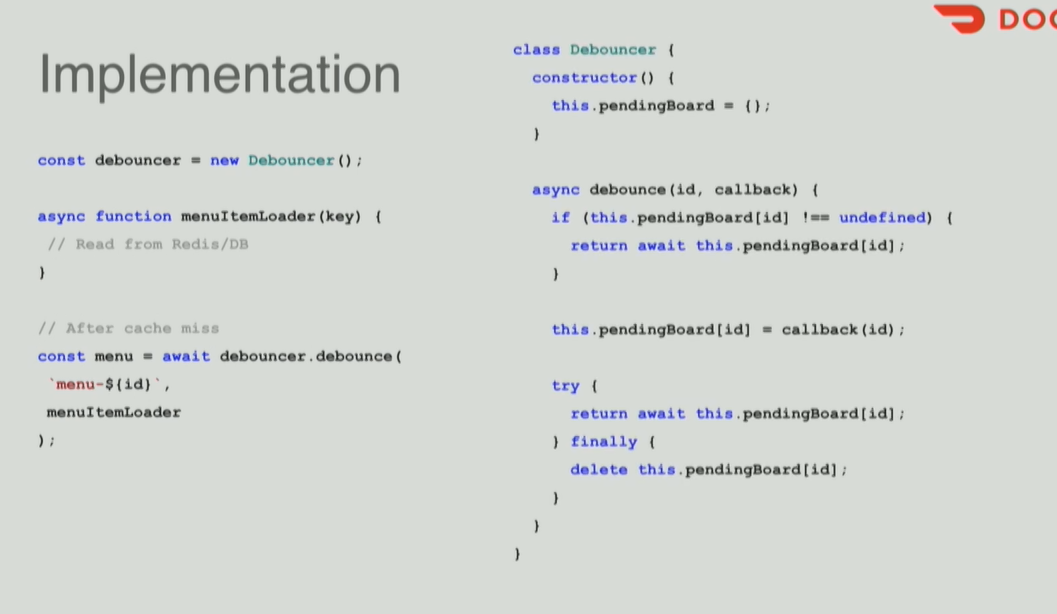 DOO
Implementation
const debouncer = new Debouncer();
async function menuItemLoader(key) {
// Read from Redis/DB
}
// After cache miss
const menu = await debouncer.debounce(
`menu-${id}`,
menuItemLoader
);
class Debouncer {
constructor() {
this.pendingBoard = {};
}
async debounce(id, callback) {
if (this.pendingBoard[id] !== undefined) {
return await this.pendingBoard[id];
}
this.pendingBoard[id] = callback(id);
try {
return await this.pendingBoard[id];
} finally {
delete this.pendingBoard[id];
}
}
}